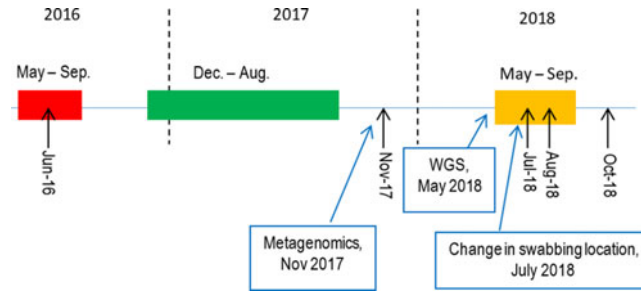 2016
2017
2018
May – Sep.
Dec. – Aug.
May – Sep.
Jun-16
Nov-17
Jul-18
Aug-18
Oct-18
WGS,
May 2018
Metagenomics,
Nov 2017
Change in swabbing location,
July 2018